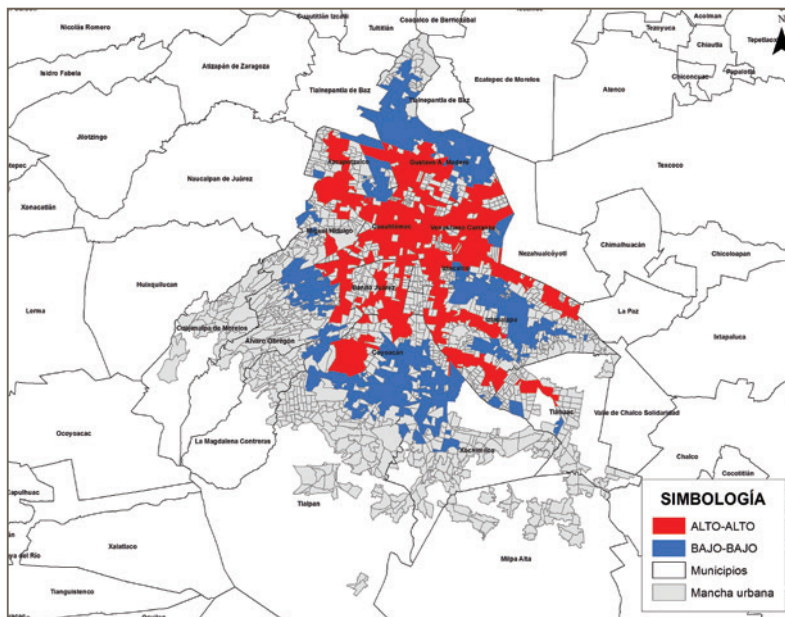 Coacalco de Berriozábal
Nicolás Romero
Tultitlán
Acolman
Tezoyuca
Chiautla
N
Atizapán de Zaragoza
Isidro Fabela
Ecatepec de Morelos
Papalotla
Tlalnepantla de Baz
Tlalnepantla de Baz
Chiconcuac
Atenco
Jilotzingo
Azcapotzalco
Gustavo A. Madero
Texcoco
Naucalpan de Juárez
Xonacatlán
Miguel Hidalgo
Cuauhtémoc
Venustiano Carranza
Chimalhuacán
Nezahualcóyotl
Chicoloapan
Iztacalco
Huixquilucan
Benito Juárez
Lerma
La Paz
Iztapalapa
Ixtapaluca
Cuajimalpa de Morelos
Álvaro Obregón
Coyoacán
Tláhuac
Valle de Chalco Solidaridad
Ocoyoacac
La Magdalena Contreras
Xochimilco
Chalco
Cocotitlán
Capulhuac
Tlalpan
SIMBOLOGÍA
ALTO-ALTO
BAJO-BAJO
Municipios
Mancha urbana
Xalatlaco
Milpa Alta
Tianguistenco